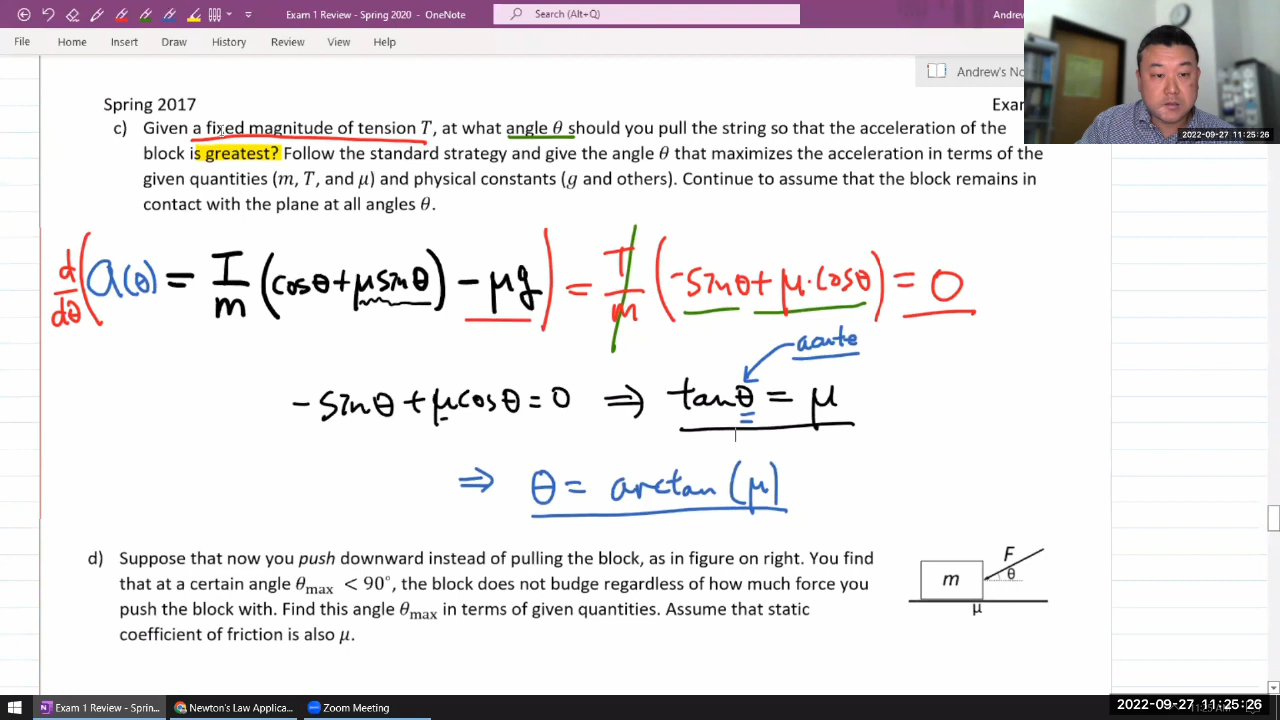 Exam 1 Review - Spring 2017.pdf - OneNote
Search (Alt+Q)
Andrew
File Home Insert Draw History Review View Help
Andrew's No
2022-09-27 11:25:26
Spring 2017
Exam
c) Given a fixed magnitude of tension T, at what angle θ should you pull the string so that the acceleration of the
block is greatest? Follow the standard strategy and give the angle θ that maximizes the acceleration in terms of the
given quantities (m, T, and μ) and physical constants (g and others). Continue to assume that the block remains in
contact with the plane at all angles θ.
d/dθ ( a(θ) = T/m (cosθ + μ sinθ) − μg ) = T/m (−sinθ + μ·cosθ) = 0
acute
−sinθ + μcosθ = 0 ⇒ tanθ = μ
⇒ θ = arctan(μ)
d) Suppose that now you push downward instead of pulling the block, as in figure on right. You find
that at a certain angle θmax < 90°, the block does not budge regardless of how much force you
push the block with. Find this angle θmax in terms of given quantities. Assume that static
coefficient of friction is also μ.
m
F
θ
μ
Exam 1 Review - Spri...
Newton's Law Applica...
Zoom Meeting
2022-09-27 11:25:26